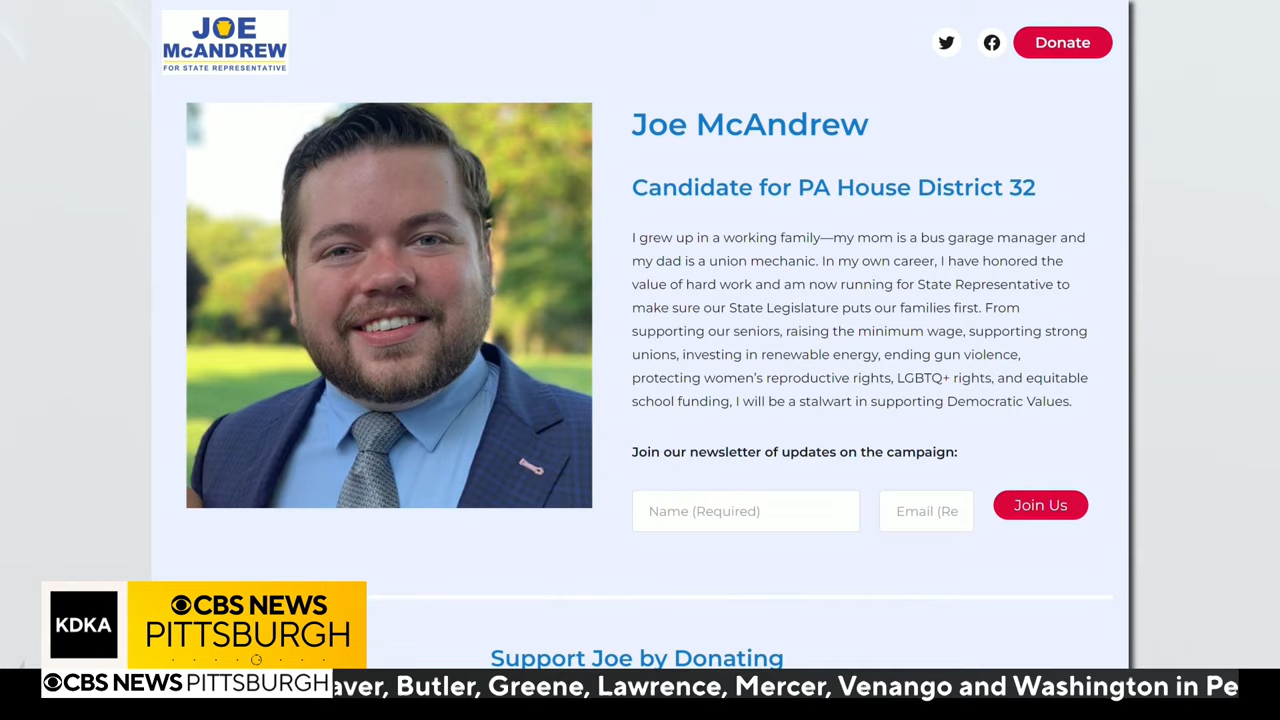 JOE
McANDREW
FOR STATE REPRESENTATIVE
Donate
Joe McAndrew
Candidate for PA House District 32
I grew up in a working family—my mom is a bus garage manager and
my dad is a union mechanic. In my own career, I have honored the
value of hard work and am now running for State Representative to
make sure our State Legislature puts our families first. From
supporting our seniors, raising the minimum wage, supporting strong
unions, investing in renewable energy, ending gun violence,
protecting women's reproductive rights, LGBTQ+ rights, and equitable
school funding, I will be a stalwart in supporting Democratic Values.
Join our newsletter of updates on the campaign:
Name (Required)
Email (Re
Join Us
Support Joe by Donating
KDKA
CBS NEWS
PITTSBURGH
CBS NEWS PITTSBURGH
aver, Butler, Greene, Lawrence, Mercer, Venango and Washington in Pe